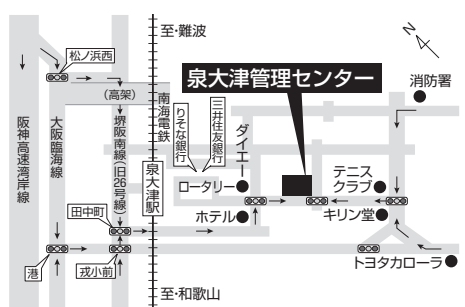 至・難波
N
松ノ浜西
泉大津管理センター
消防署
(高架)
南海電鉄
りそな銀行
三井住友銀行
ダイエー
阪神高速湾岸線
大阪臨海線
堺阪南線(旧26号線)
泉大津駅
ロータリー
テニス
クラブ
田中町
ホテル
キリン堂
港
戎小前
トヨタカローラ
至・和歌山